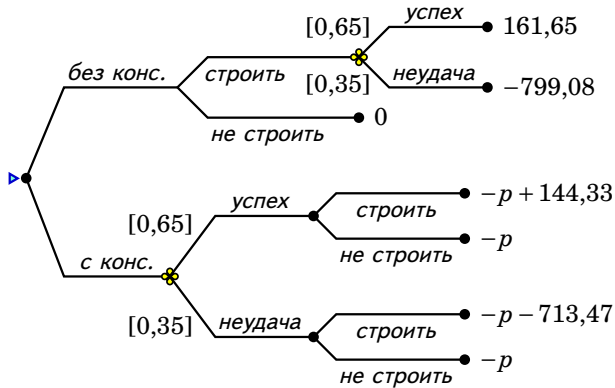 [0,65] успех 161,65
без конс. строить
[0,35] неудача −799,08
не строить 0
[0,65] успех −p + 144,33
строить
−p
не строить
с конс.
[0,35] неудача −p − 713,47
строить
−p
не строить